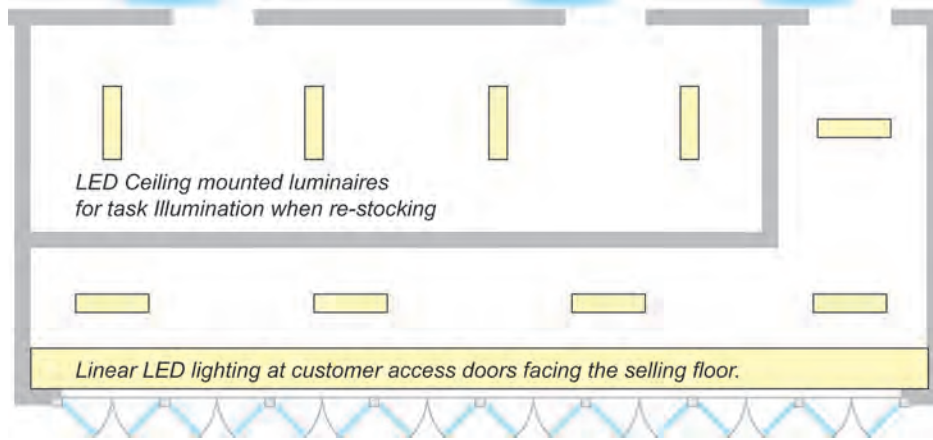 LED Ceiling mounted luminaires
for task Illumination when re-stocking
Linear LED lighting at customer access doors facing the selling floor.